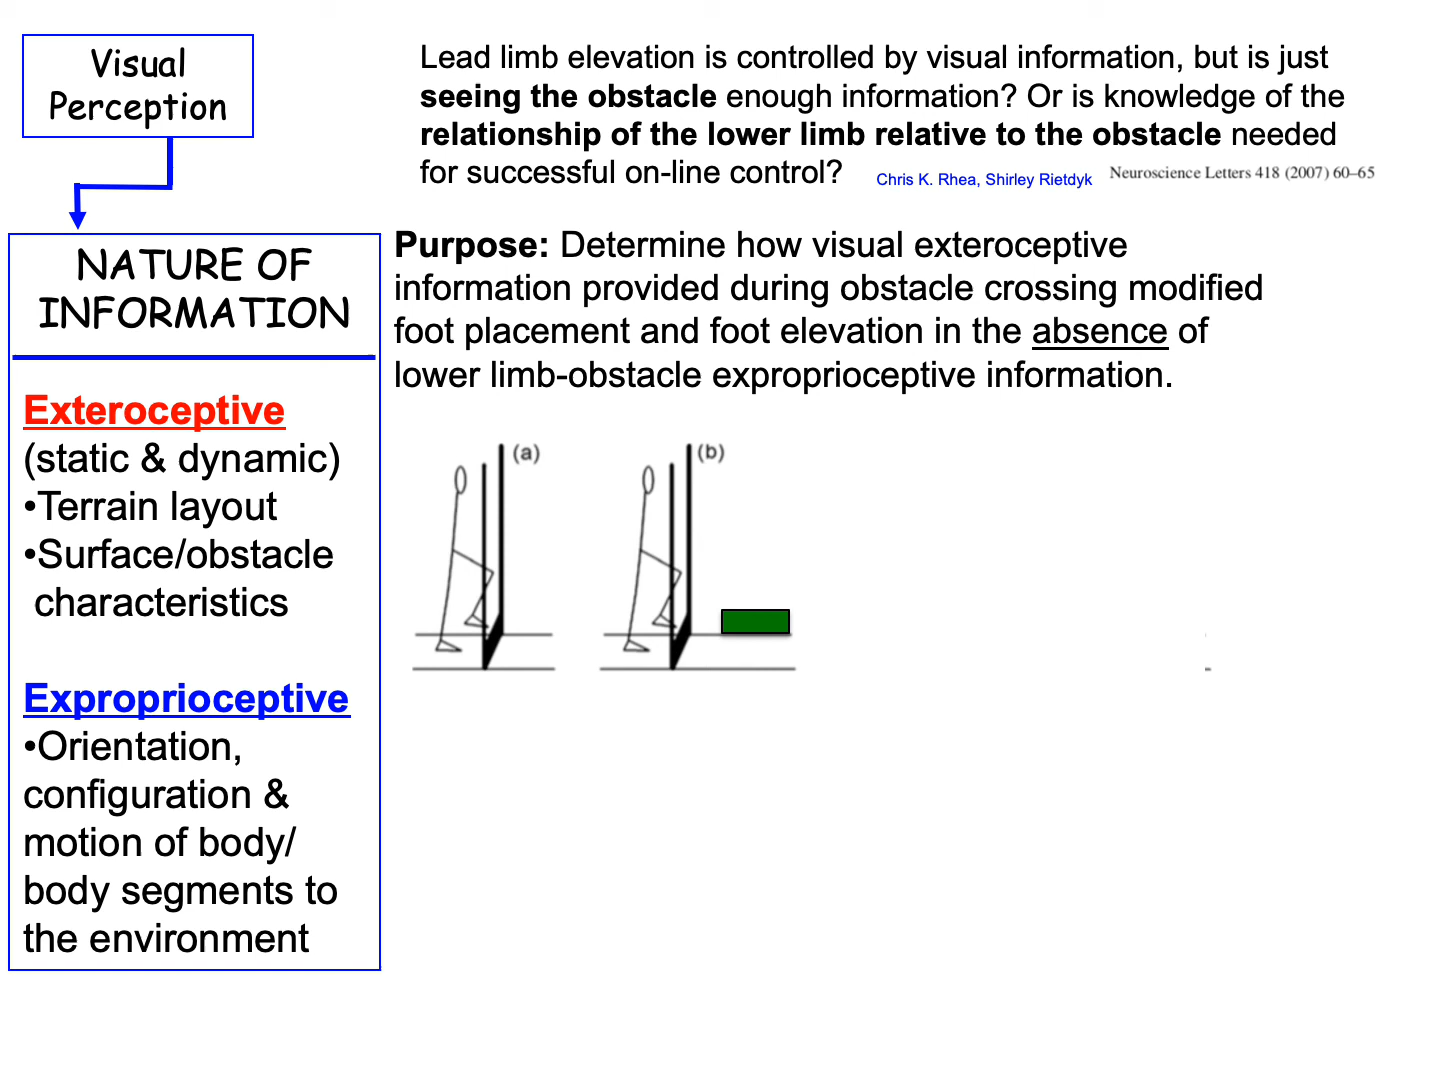 Visual
Perception
Lead limb elevation is controlled by visual information, but is just
seeing the obstacle enough information? Or is knowledge of the
relationship of the lower limb relative to the obstacle needed
for successful on-line control?
Chris K. Rhea, Shirley Rietdyk
Neuroscience Letters 418 (2007) 60–65
NATURE OF
INFORMATION
Exteroceptive
(static & dynamic)
•Terrain layout
•Surface/obstacle
characteristics
Exproprioceptive
•Orientation,
configuration &
motion of body/
body segments to
the environment
Purpose: Determine how visual exteroceptive
information provided during obstacle crossing modified
foot placement and foot elevation in the absence of
lower limb-obstacle exproprioceptive information.
(a)
(b)